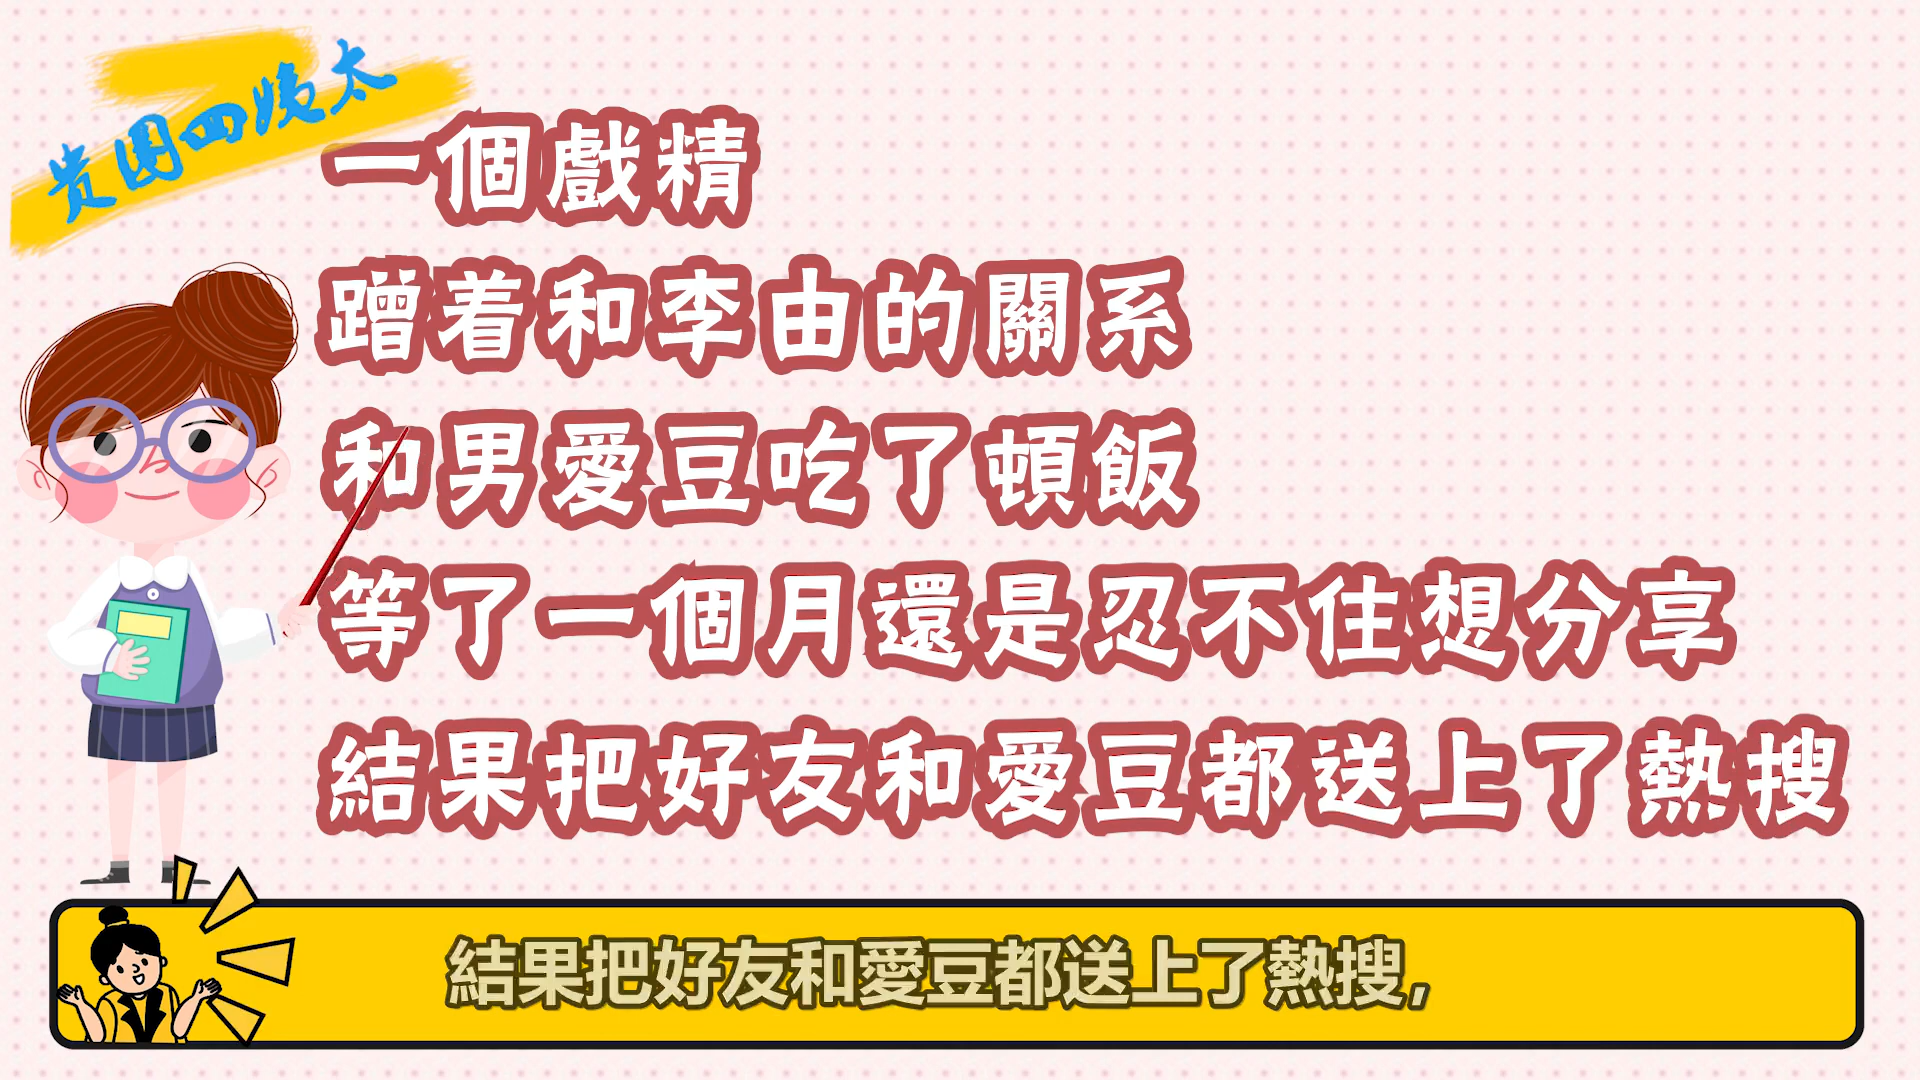 贵圈四姨太
一個戲精
蹭着和李由的關系
和男愛豆吃了頓飯
等了一個月還是忍不住想分享
結果把好友和愛豆都送上了熱搜
結果把好友和愛豆都送上了熱搜，